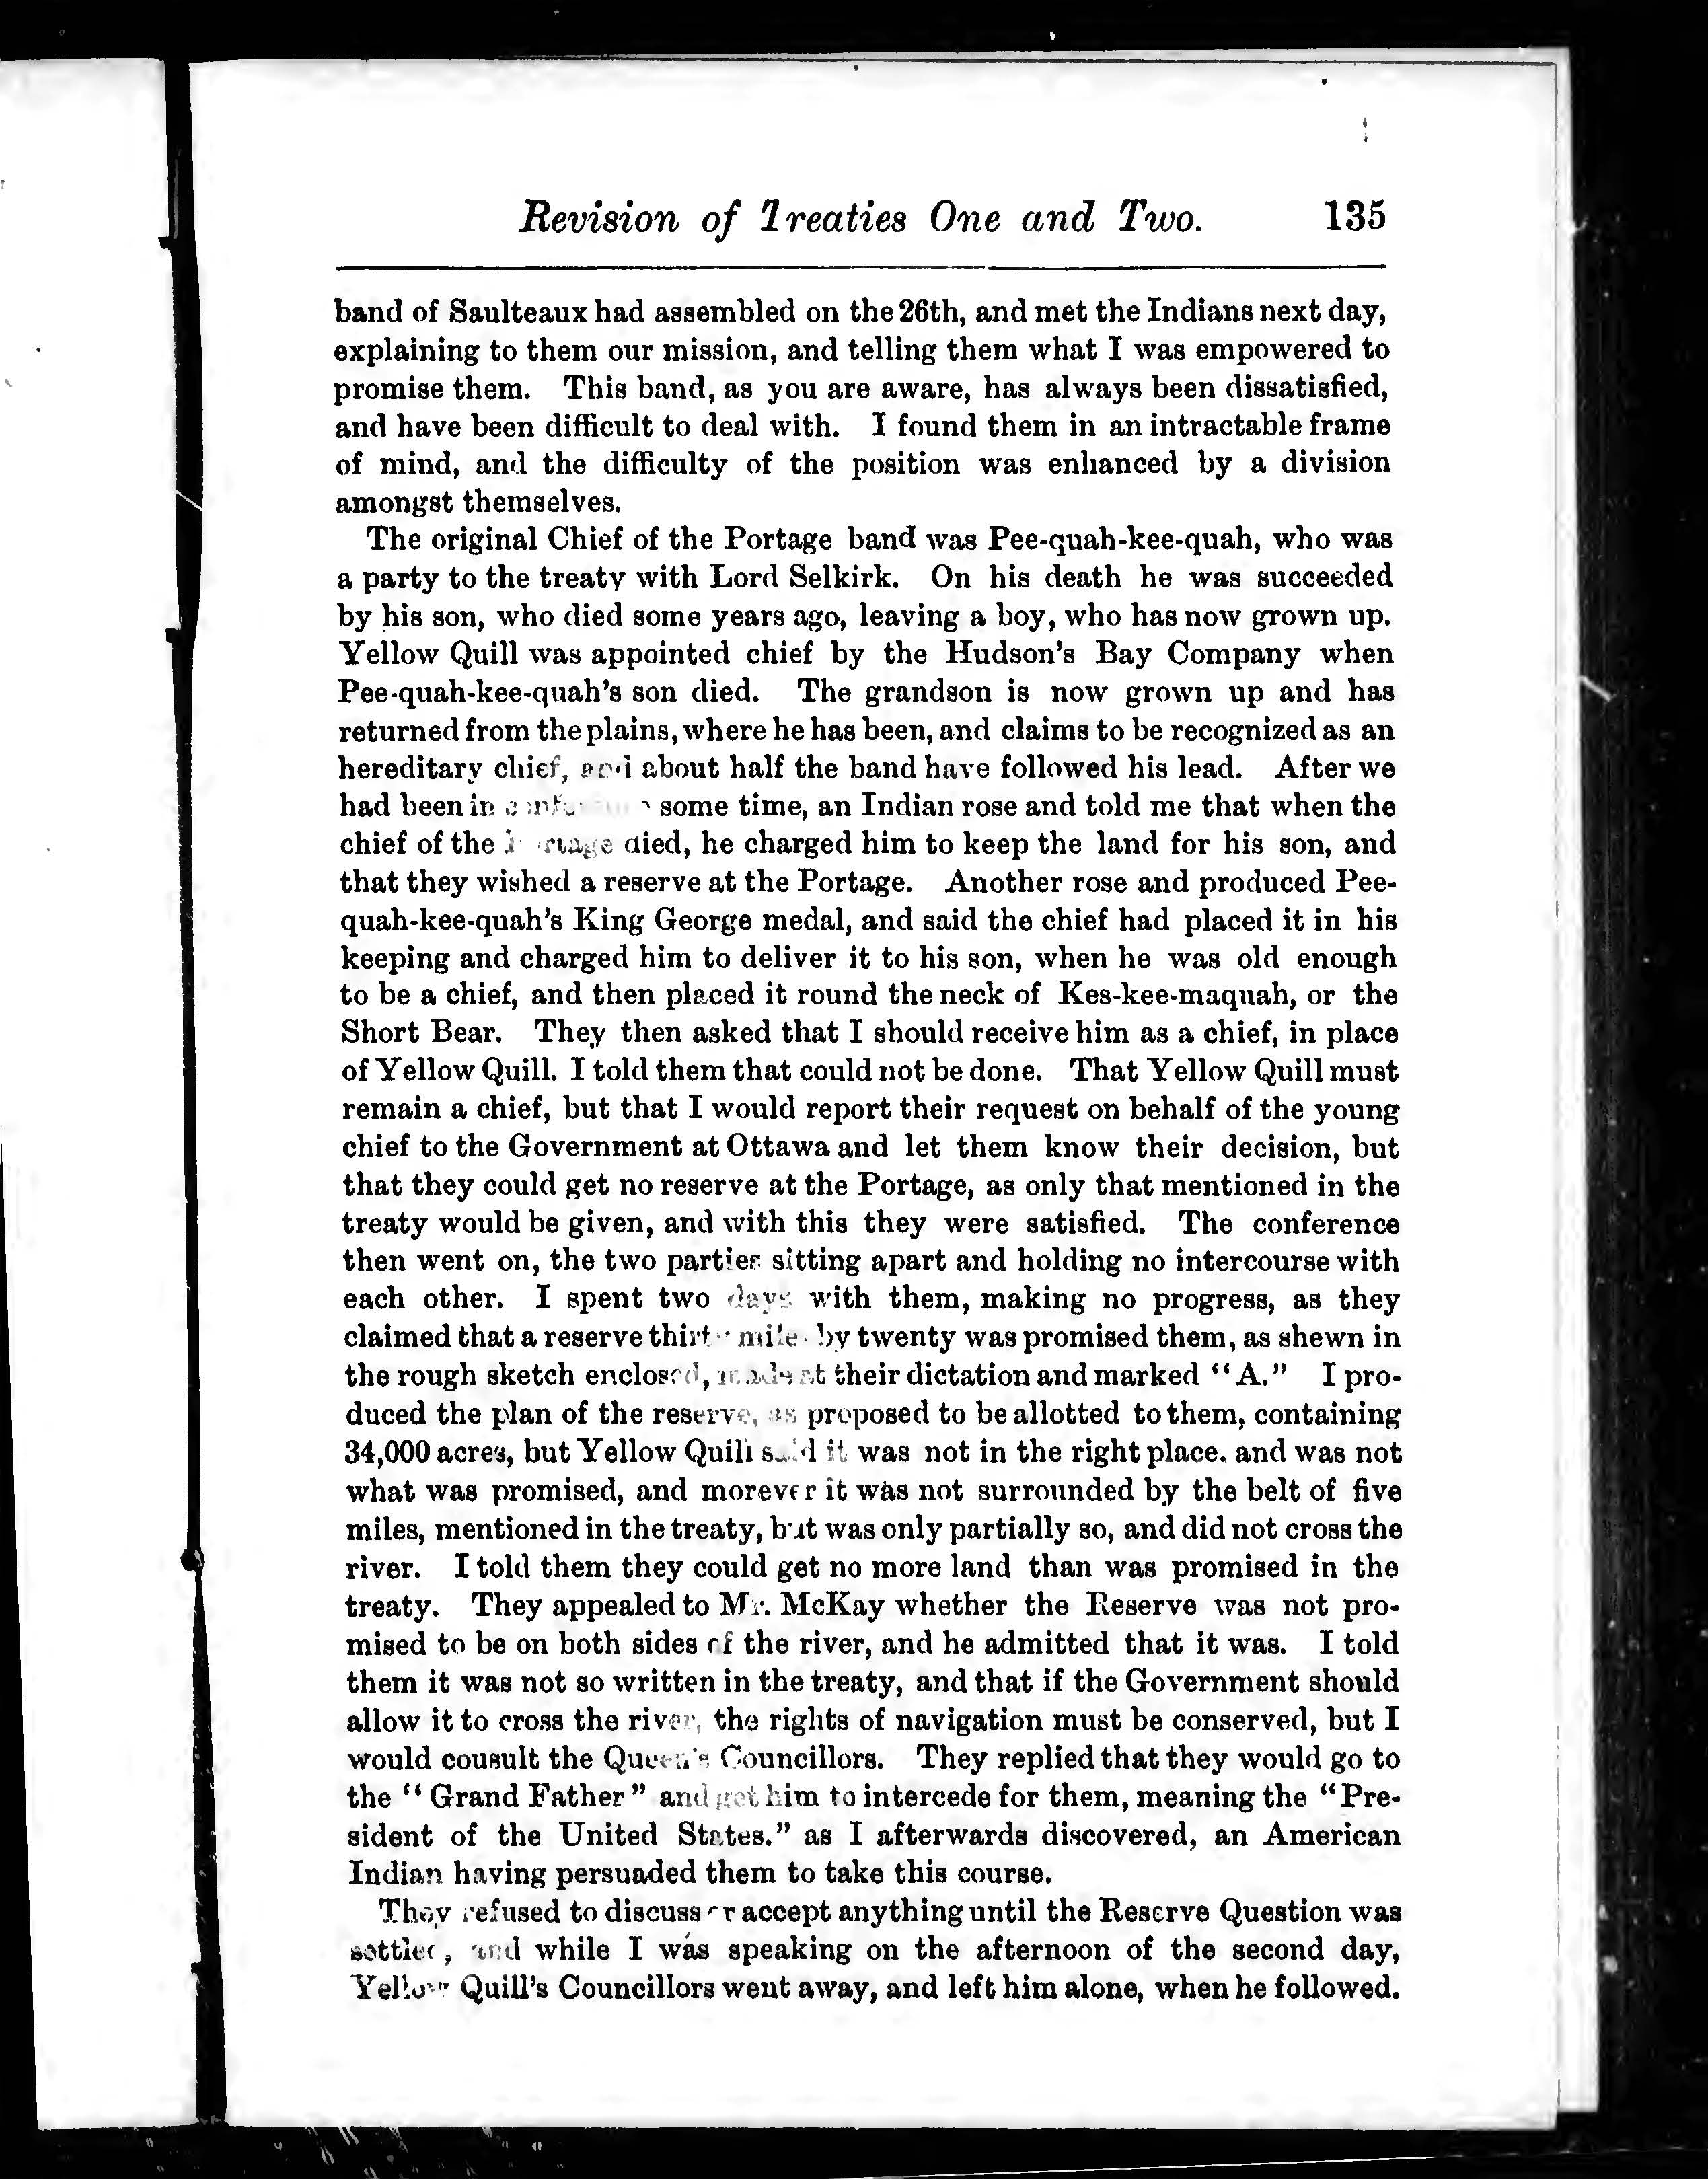 Revision of Treaties One and Two. 135
band of Saulteaux had assembled on the 26th, and met the Indians next day,
explaining to them our mission, and telling them what I was empowered to
promise them. This band, as you are aware, has always been dissatisfied,
and have been difficult to deal with. I found them in an intractable frame
of mind, and the difficulty of the position was enhanced by a division
amongst themselves.
The original Chief of the Portage band was Pee-quah-kee-quah, who was
a party to the treaty with Lord Selkirk. On his death he was succeeded
by his son, who died some years ago, leaving a boy, who has now grown up.
Yellow Quill was appointed chief by the Hudson's Bay Company when
Pee-quah-kee-quah's son died. The grandson is now grown up and has
returned from the plains, where he has been, and claims to be recognized as an
hereditary chief, and about half the band have followed his lead. After we
had been in some time, an Indian rose and told me that when the
chief of the Portage died, he charged him to keep the land for his son, and
that they wished a reserve at the Portage. Another rose and produced Pee-
quah-kee-quah's King George medal, and said the chief had placed it in his
keeping and charged him to deliver it to his son, when he was old enough
to be a chief, and then placed it round the neck of Kes-kee-maquah, or the
Short Bear. They then asked that I should receive him as a chief, in place
of Yellow Quill. I told them that could not be done. That Yellow Quill must
remain a chief, but that I would report their request on behalf of the young
chief to the Government at Ottawa and let them know their decision, but
that they could get no reserve at the Portage, as only that mentioned in the
treaty would be given, and with this they were satisfied. The conference
then went on, the two parties sitting apart and holding no intercourse with
each other. I spent two days with them, making no progress, as they
claimed that a reserve thirty mile by twenty was promised them, as shewn in
the rough sketch enclosed, made at their dictation and marked "A." I pro-
duced the plan of the reserve, as proposed to be allotted to them, containing
34,000 acres, but Yellow Quill said it was not in the right place. and was not
what was promised, and morever it was not surrounded by the belt of five
miles, mentioned in the treaty, but was only partially so, and did not cross the
river. I told them they could get no more land than was promised in the
treaty. They appealed to Mr. McKay whether the Reserve was not pro-
mised to be on both sides of the river, and he admitted that it was. I told
them it was not so written in the treaty, and that if the Government should
allow it to cross the river, the rights of navigation must be conserved, but I
would cousult the Queen's Councillors. They replied that they would go to
the "Grand Father" and get him to intercede for them, meaning the "Pre-
sident of the United States." as I afterwards discovered, an American
Indian having persuaded them to take this course.
They refused to discuss or accept anything until the Reserve Question was
settled, and while I was speaking on the afternoon of the second day,
Yellow Quill's Councillors went away, and left him alone, when he followed.